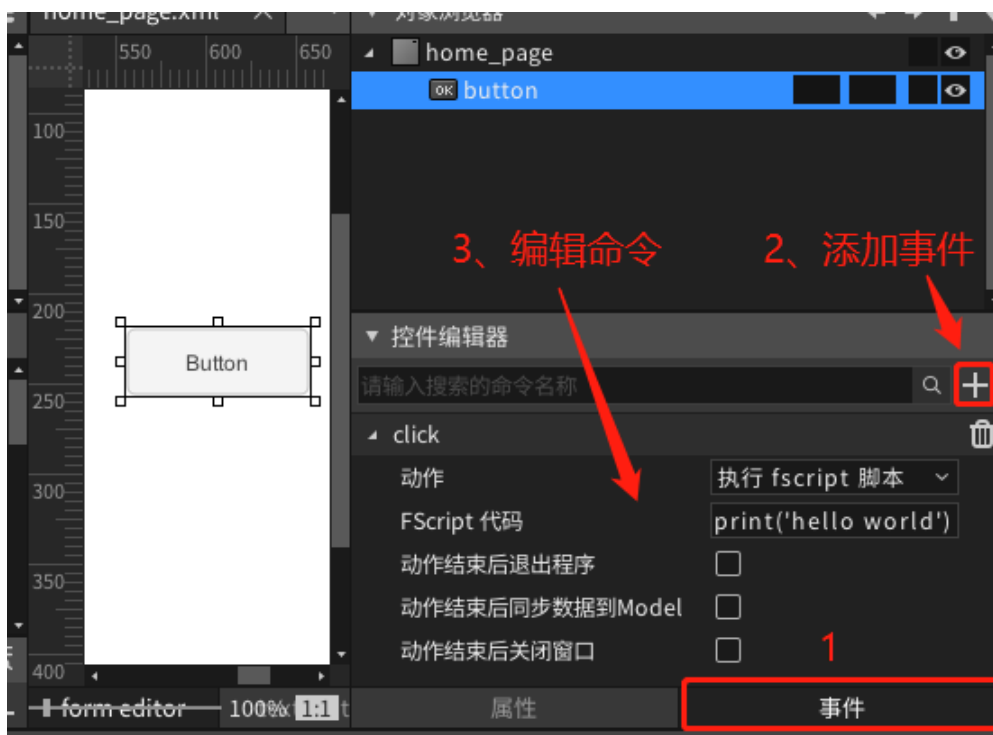 home_page.xml
对象浏览器
550 600 650
home_page
OK button
100
150
200
250
300
350
400
3、编辑命令
2、添加事件
Button
控件编辑器
请输入搜索的命令名称
click
动作
执行 fscript 脚本
FScript 代码
print('hello world')
动作结束后退出程序
动作结束后同步数据到Model
动作结束后关闭窗口
1
form editor
100%
1:1
属性
事件